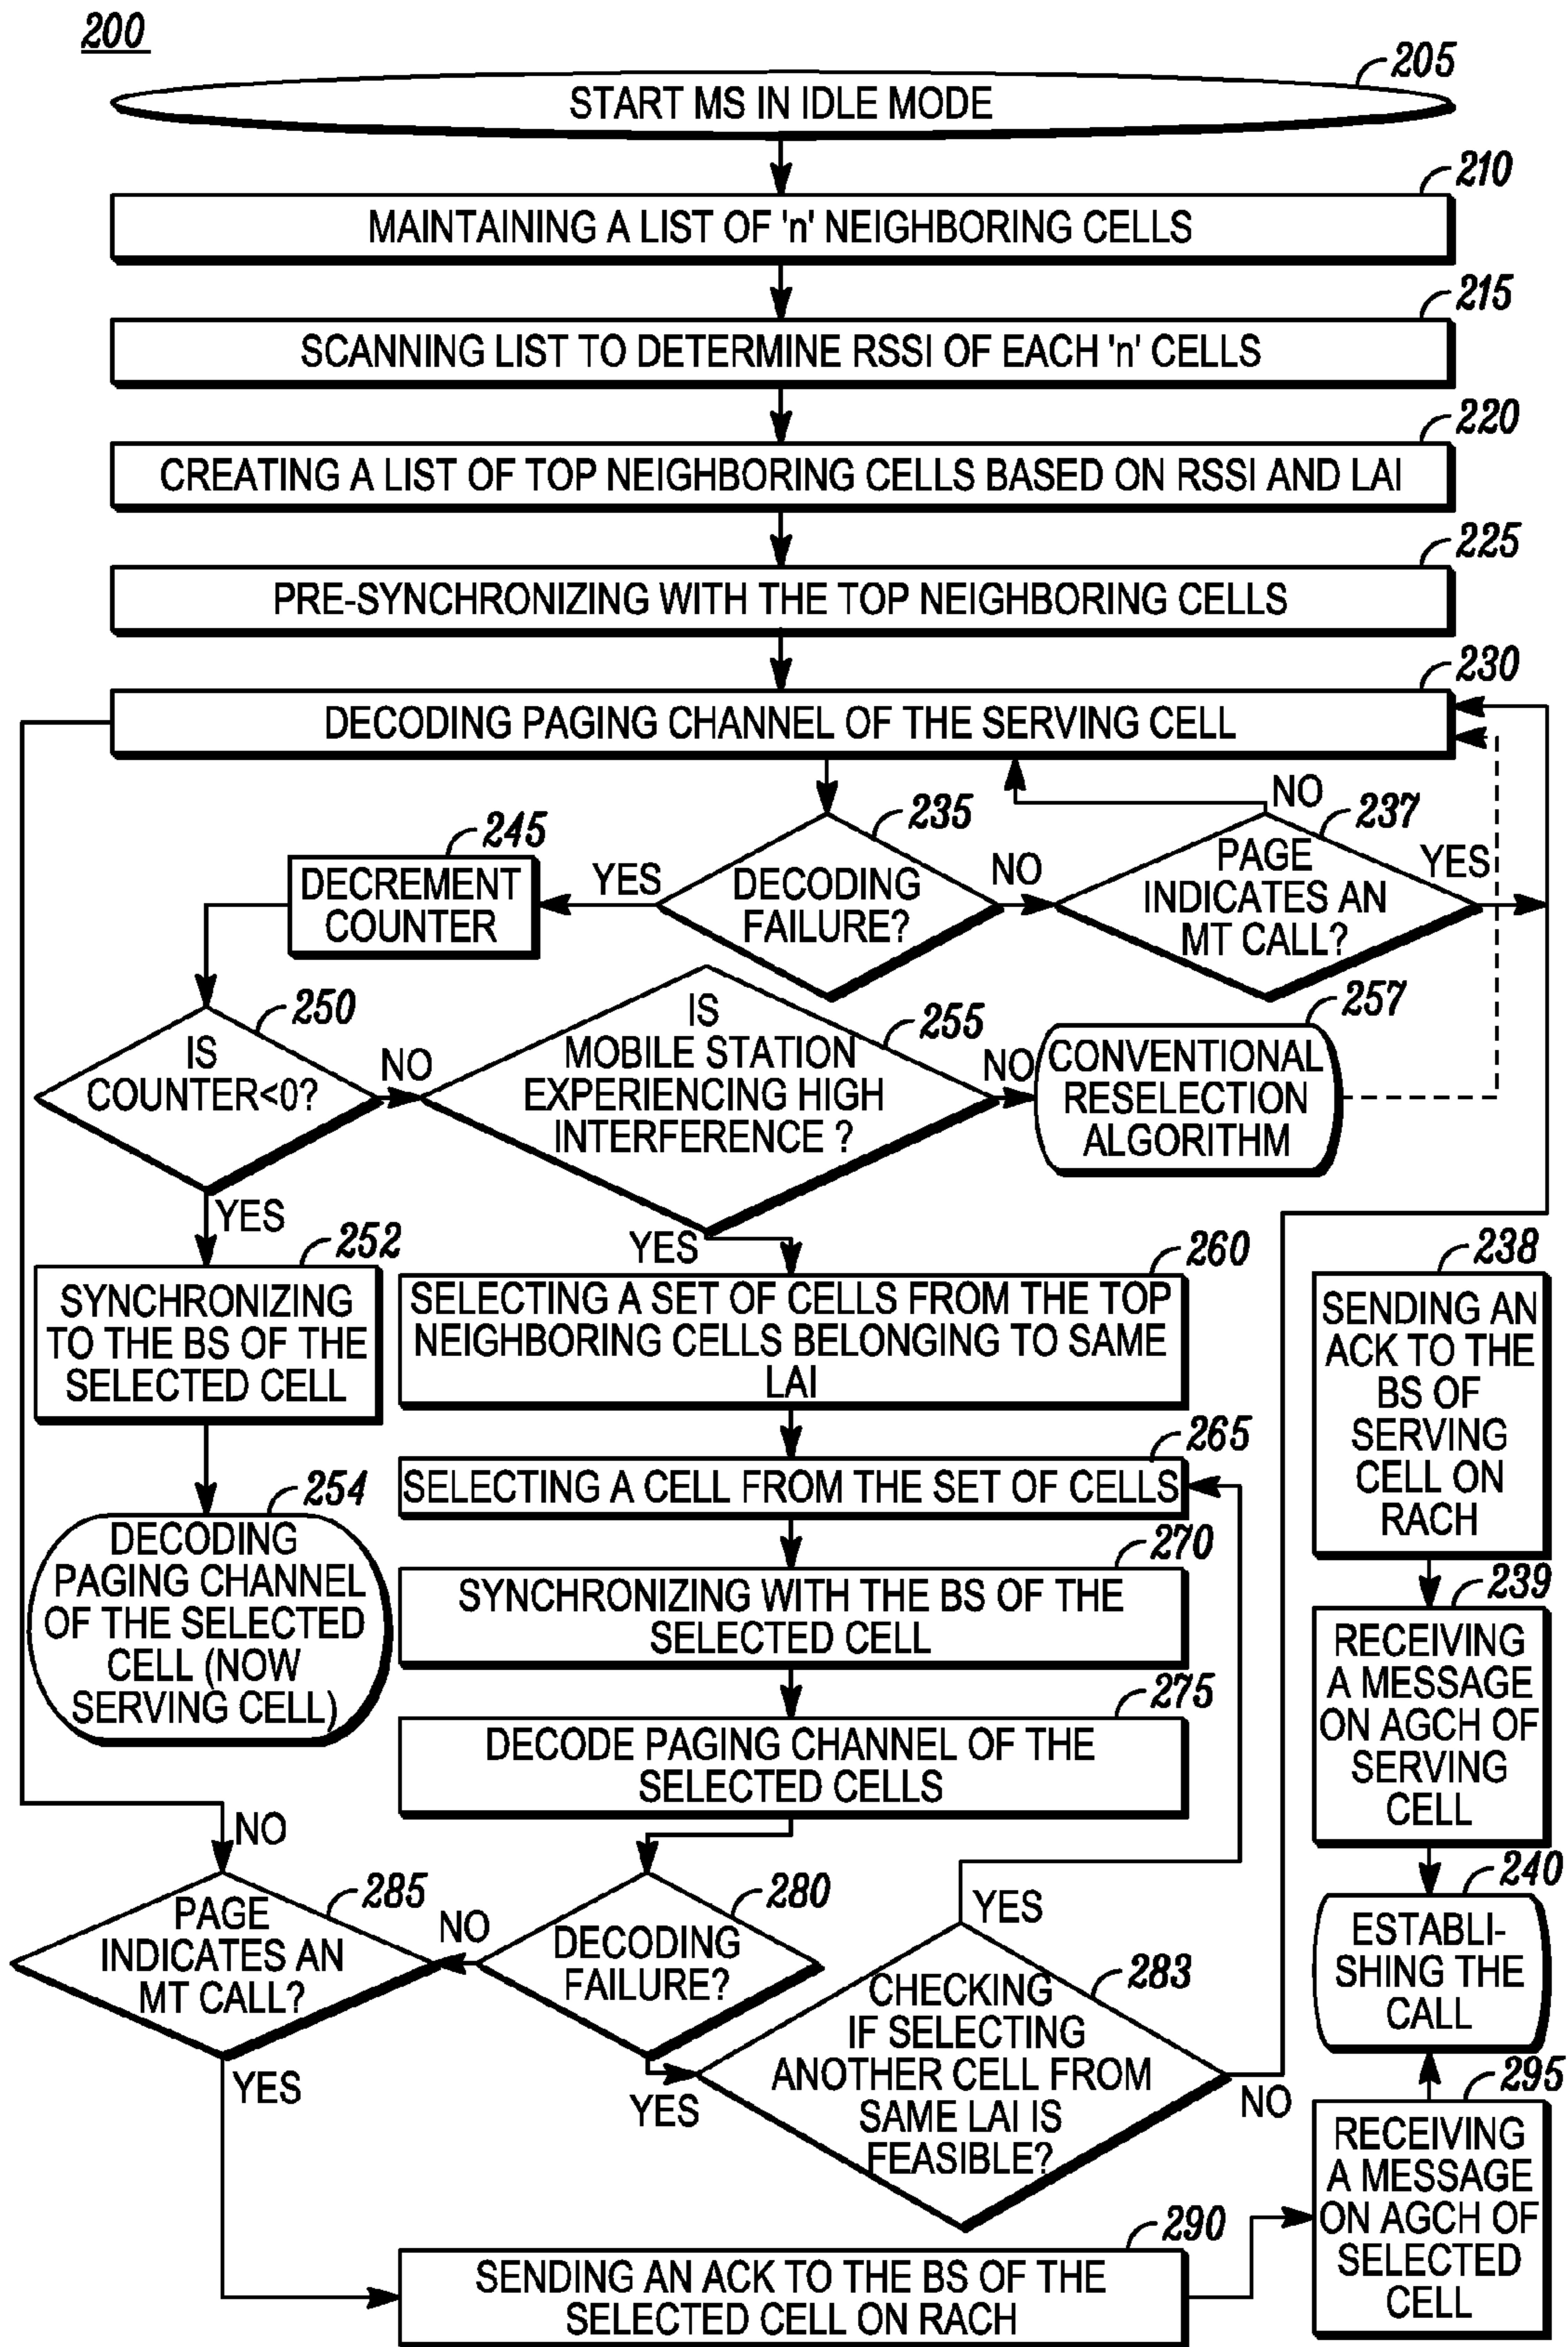 200
205
START MS IN IDLE MODE
210
MAINTAINING A LIST OF 'n' NEIGHBORING CELLS
215
SCANNING LIST TO DETERMINE RSSI OF EACH 'n' CELLS
220
CREATING A LIST OF TOP NEIGHBORING CELLS BASED ON RSSI AND LAI
225
PRE-SYNCHRONIZING WITH THE TOP NEIGHBORING CELLS
230
DECODING PAGING CHANNEL OF THE SERVING CELL
235
DECODING
FAILURE?
YES
NO
237
PAGE
INDICATES AN
MT CALL?
NO
YES
245
DECREMENT
COUNTER
250
IS
COUNTER<0?
NO
YES
255
IS
MOBILE STATION
EXPERIENCING HIGH
INTERFERENCE ?
NO
YES
257
CONVENTIONAL
RESELECTION
ALGORITHM
252
SYNCHRONIZING
TO THE BS OF THE
SELECTED CELL
254
DECODING
PAGING CHANNEL
OF THE SELECTED
CELL (NOW
SERVING CELL)
260
SELECTING A SET OF CELLS FROM THE TOP
NEIGHBORING CELLS BELONGING TO SAME
LAI
265
SELECTING A CELL FROM THE SET OF CELLS
270
SYNCHRONIZING WITH THE BS OF THE
SELECTED CELL
275
DECODE PAGING CHANNEL OF THE
SELECTED CELLS
238
SENDING AN
ACK TO THE
BS OF
SERVING
CELL ON
RACH
239
RECEIVING
A MESSAGE
ON AGCH OF
SERVING
CELL
240
ESTABLI-
SHING THE
CALL
NO
285
PAGE
INDICATES AN
MT CALL?
YES
NO
280
DECODING
FAILURE?
YES
YES
283
CHECKING
IF SELECTING
ANOTHER CELL FROM
SAME LAI IS
FEASIBLE?
NO
290
SENDING AN ACK TO THE BS OF THE
SELECTED CELL ON RACH
295
RECEIVING
A MESSAGE
ON AGCH OF
SELECTED
CELL